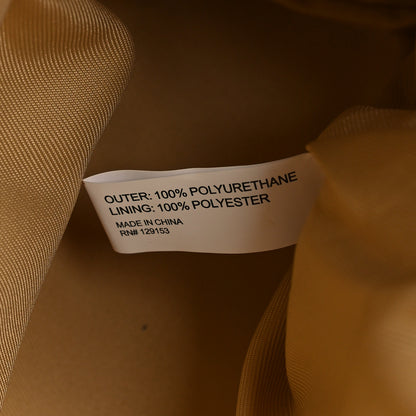 OUTER: 100% POLYURETHANE
LINING: 100% POLYESTER
MADE IN CHINA
RN# 129153